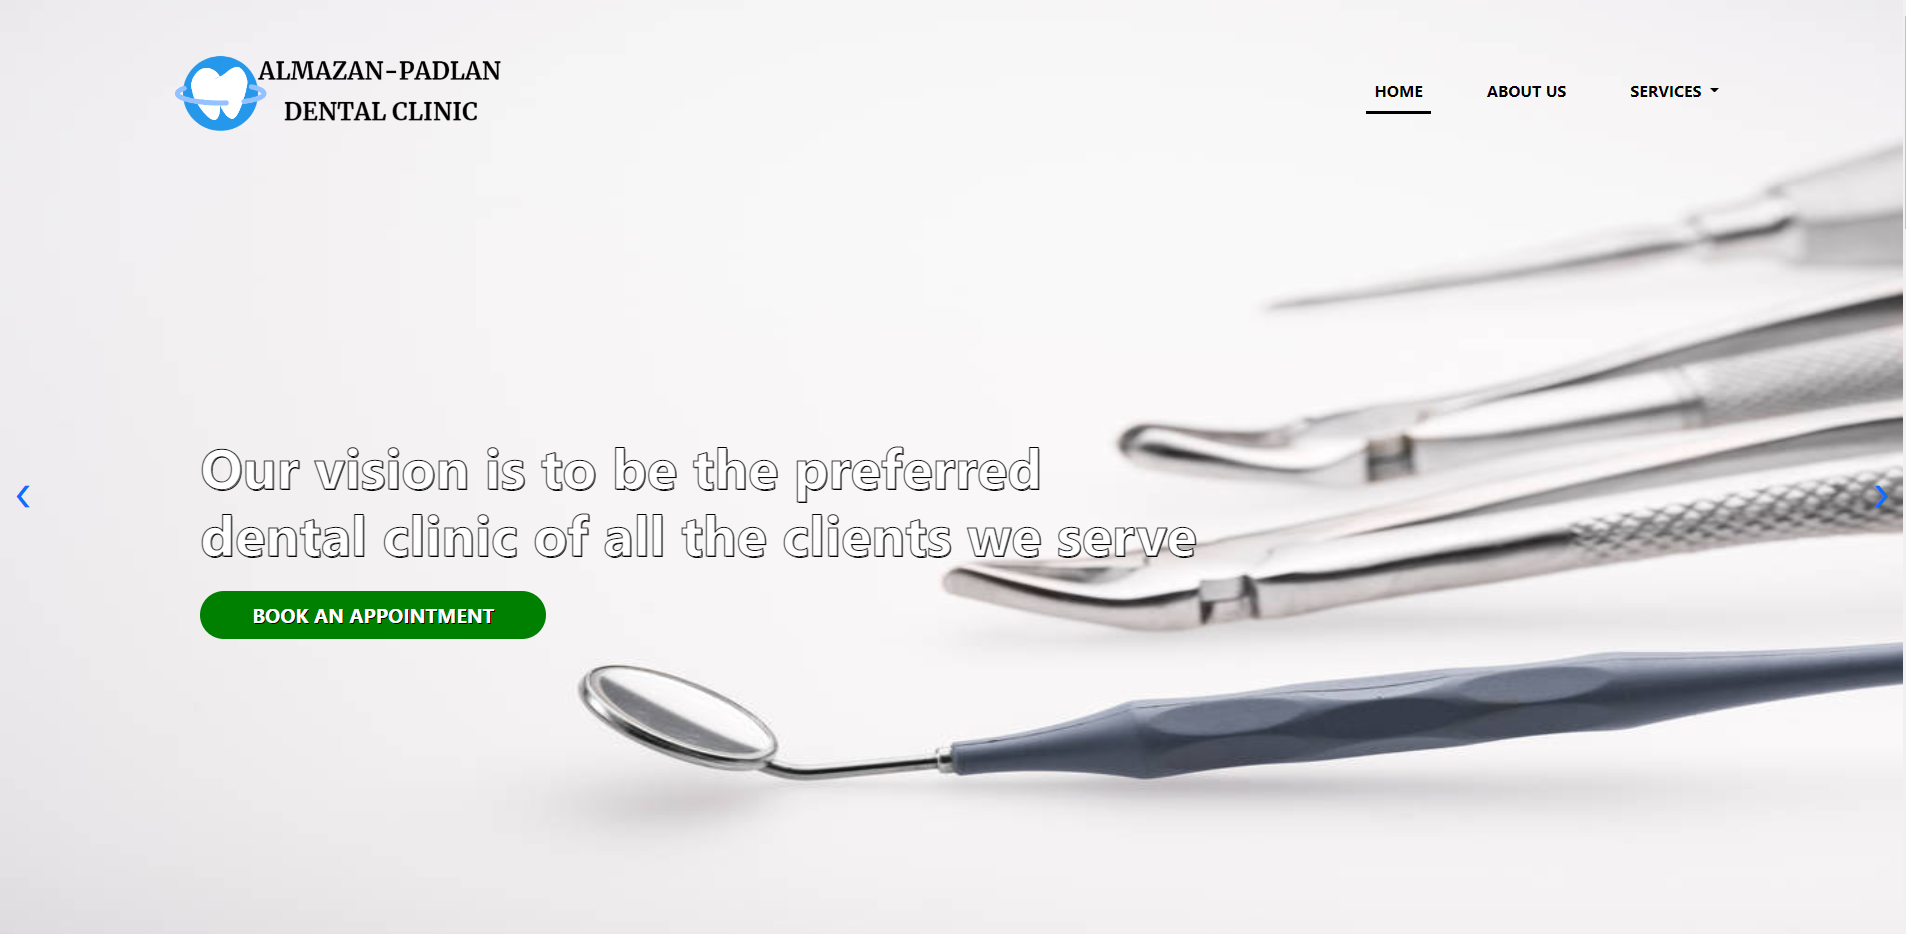 ALMAZAN-PADLAN
DENTAL CLINIC
HOME
ABOUT US
SERVICES
Our vision is to be the preferred
dental clinic of all the clients we serve
BOOK AN APPOINTMENT